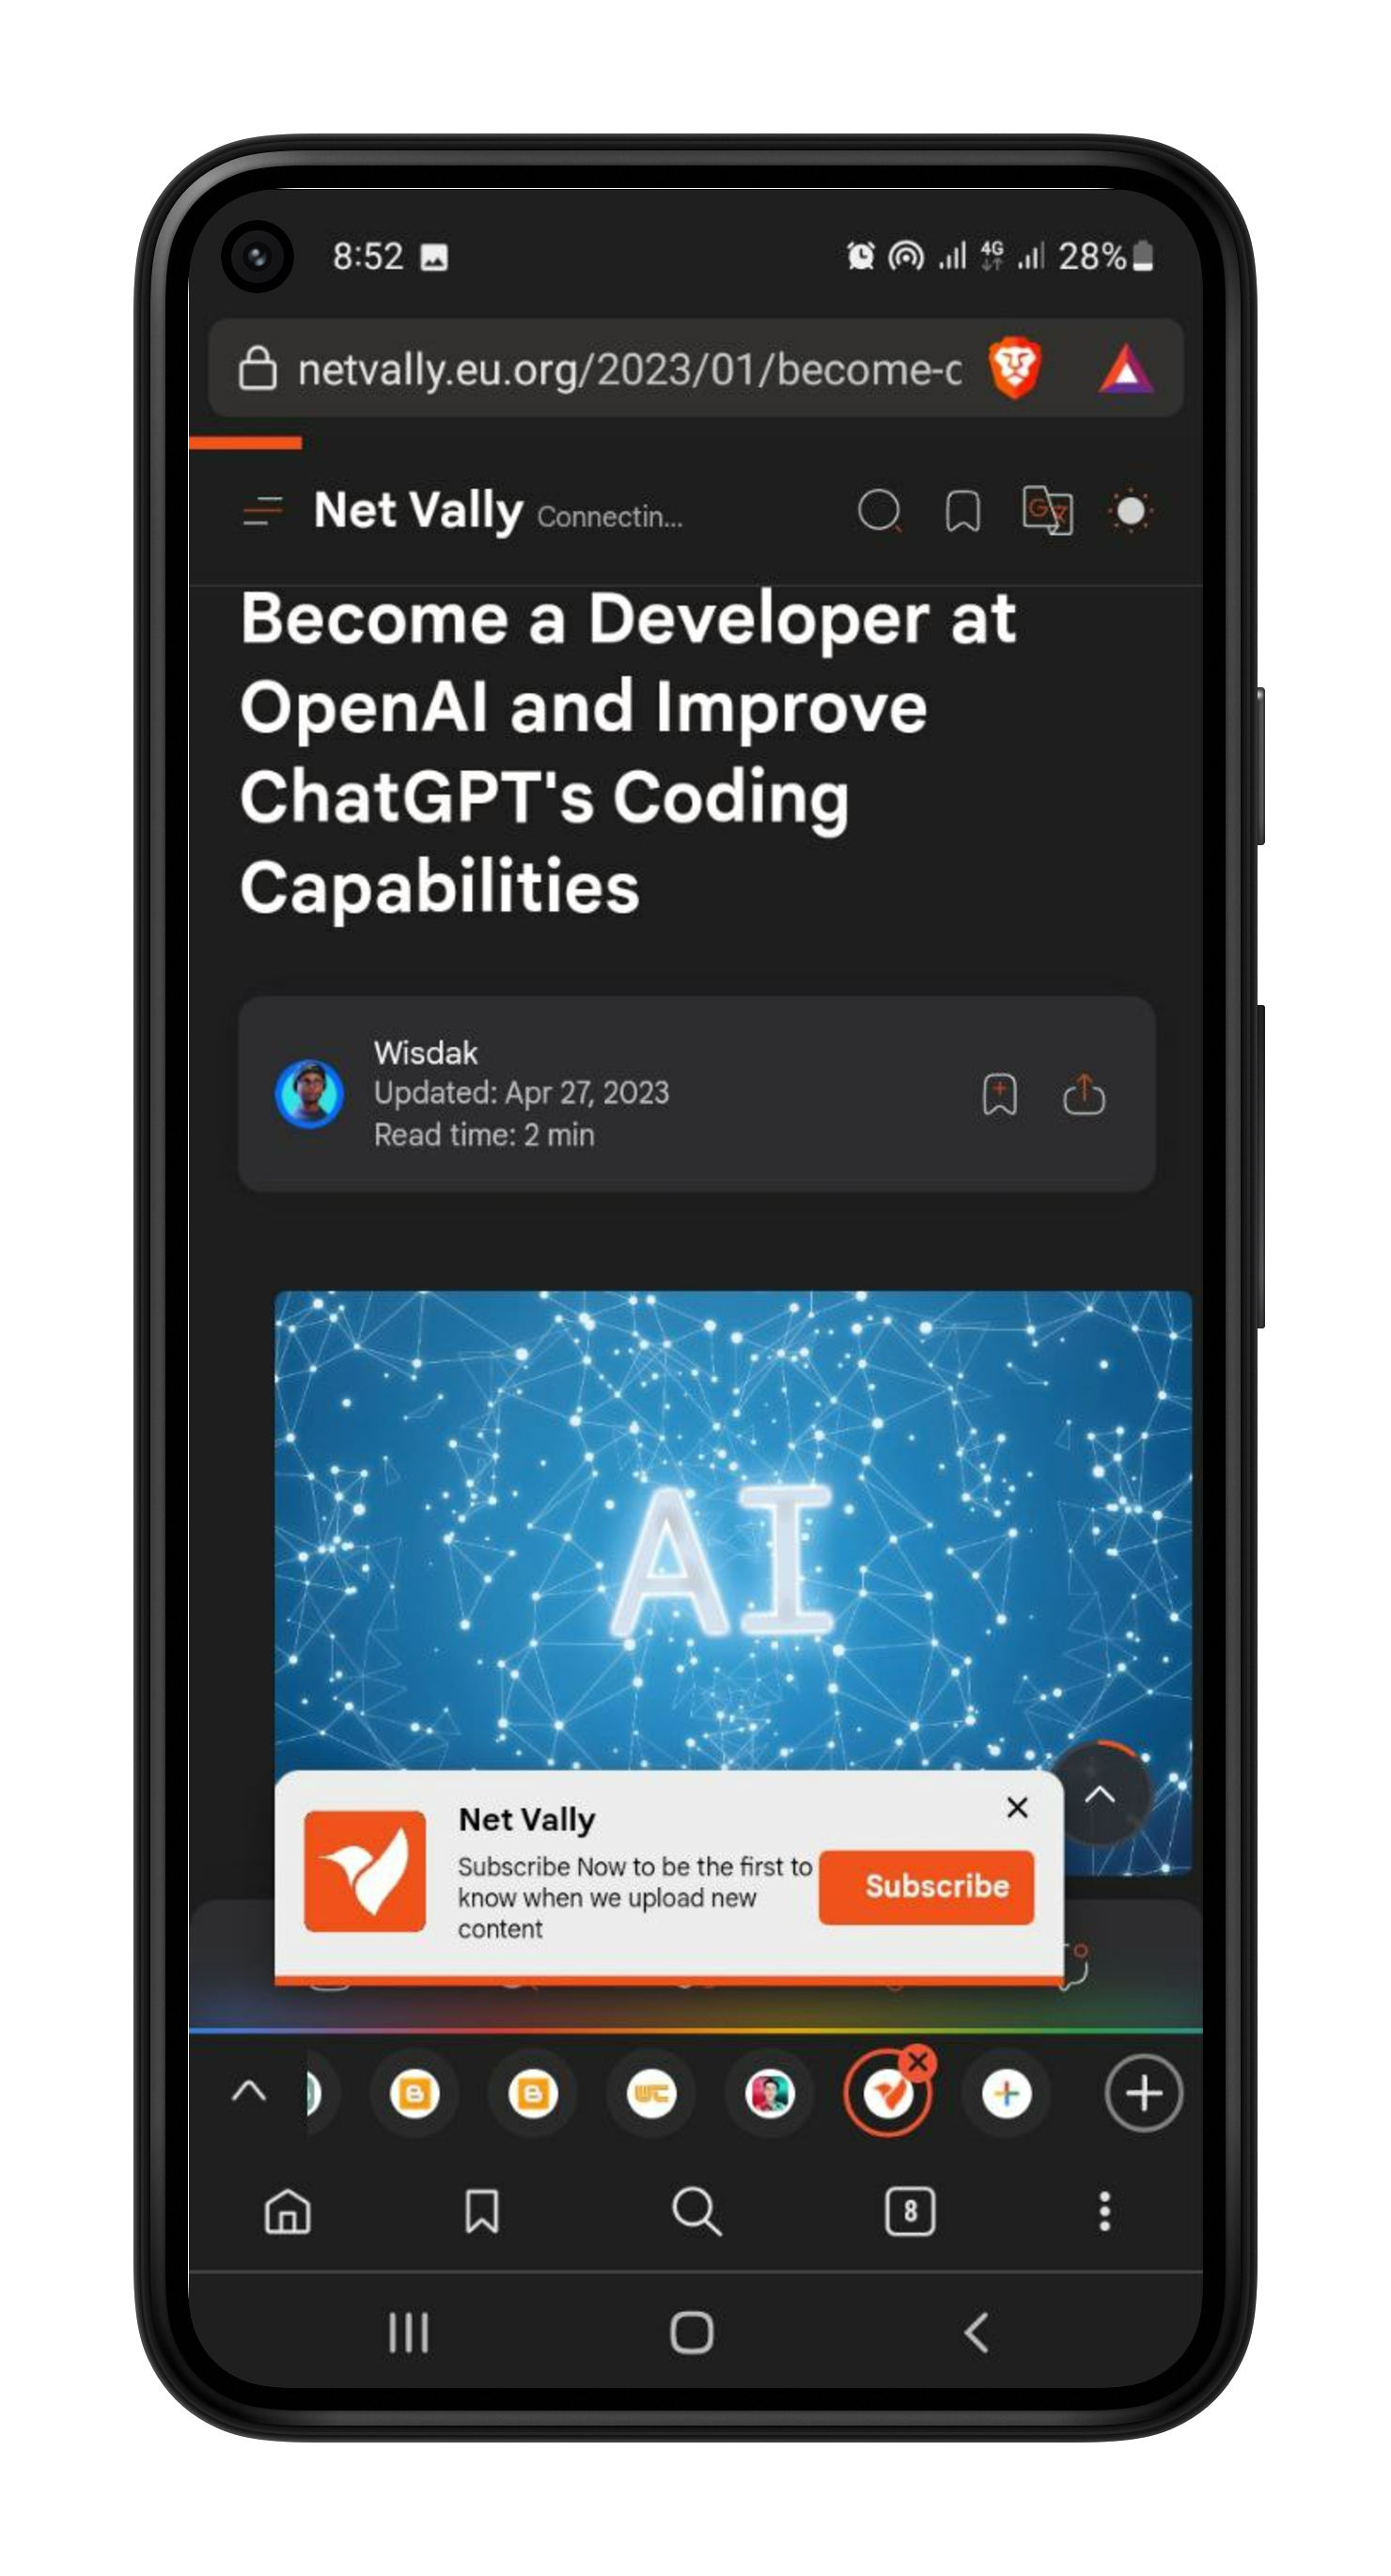 8:52
4G
28%
netvally.eu.org/2023/01/become-c
Net Vally Connectin...
Become a Developer at
OpenAI and Improve
ChatGPT's Coding
Capabilities
Wisdak
Updated: Apr 27, 2023
Read time: 2 min
AI
Net Vally
Subscribe Now to be the first to
know when we upload new
content
Subscribe
8